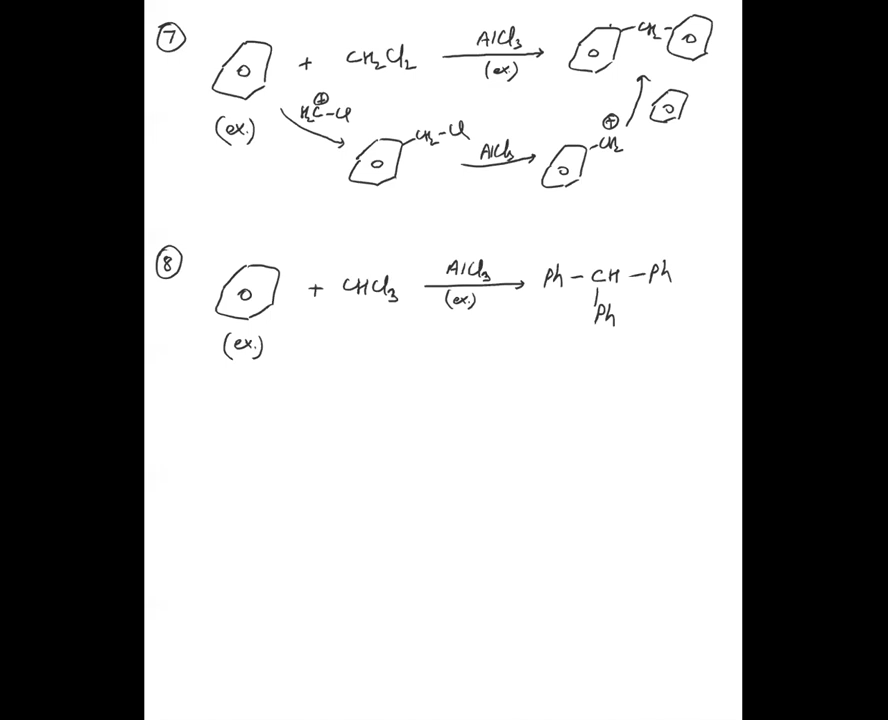 ⑦ + CH₂Cl₂ AlCl₃ (ex) -CH₂-
(ex.) H₂C⊕-Cl -CH₂-Cl AlCl₃ -CH₂⊕
⑧ + CHCl₃ AlCl₃ (ex.) Ph - CH - Ph
Ph
(ex.)